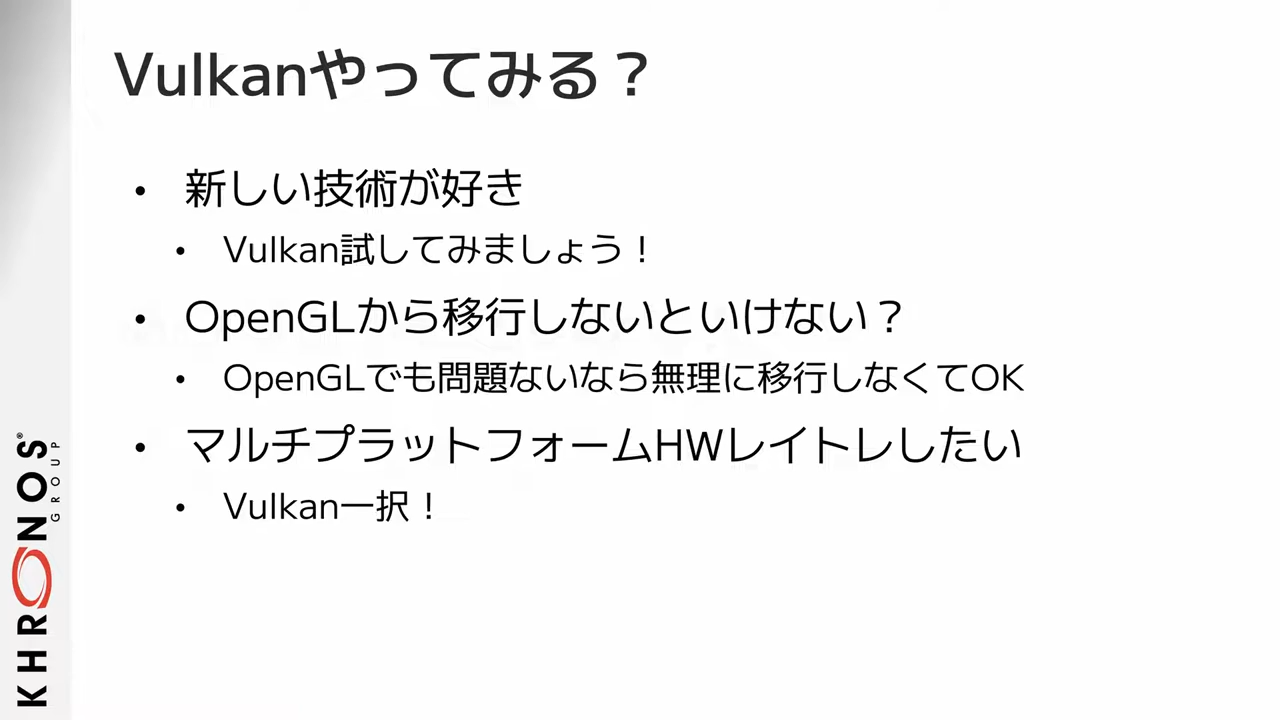 Vulkanやってみる？
• 新しい技術が好き
• Vulkan試してみましょう！
• OpenGLから移行しないといけない？
• OpenGLでも問題ないなら無理に移行しなくてOK
• マルチプラットフォームHWレイトレしたい
• Vulkan一択！
KHRONOS®
GROUP